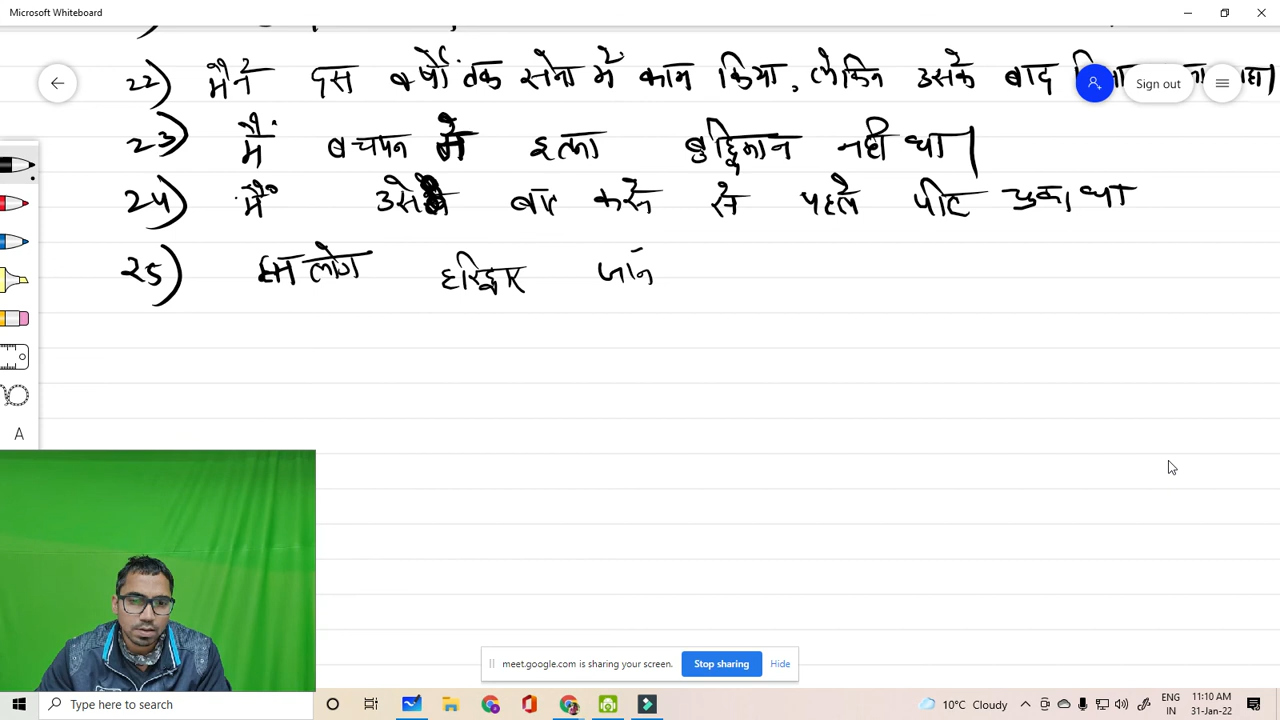 Microsoft Whiteboard
22) मैंने दस बर्षों तक सेना में काम किया, लेकिन उसके बाद
Sign out
23) मैं बचपन में इतना बुद्धिमान नहीं था।
24) मैं उसे बाद करने से पहले पीट चुका था
25) हम लोग हरिद्वार जाने
A
meet.google.com is sharing your screen. Stop sharing Hide
Type here to search
10°C Cloudy
ENG 11:10 AM
IN 31-Jan-22